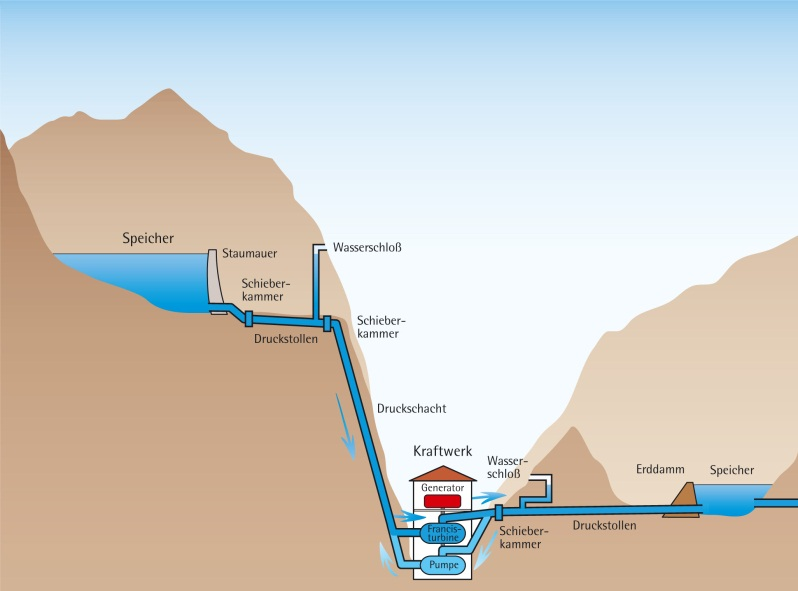 Speicher
Staumauer
Wasserschloß
Schieber-
kammer
Druckstollen
Schieber-
kammer
Druckschacht
Kraftwerk
Generator
Francis-
turbine
Pumpe
Wasser-
schloß
Schieber-
kammer
Druckstollen
Erddamm
Speicher